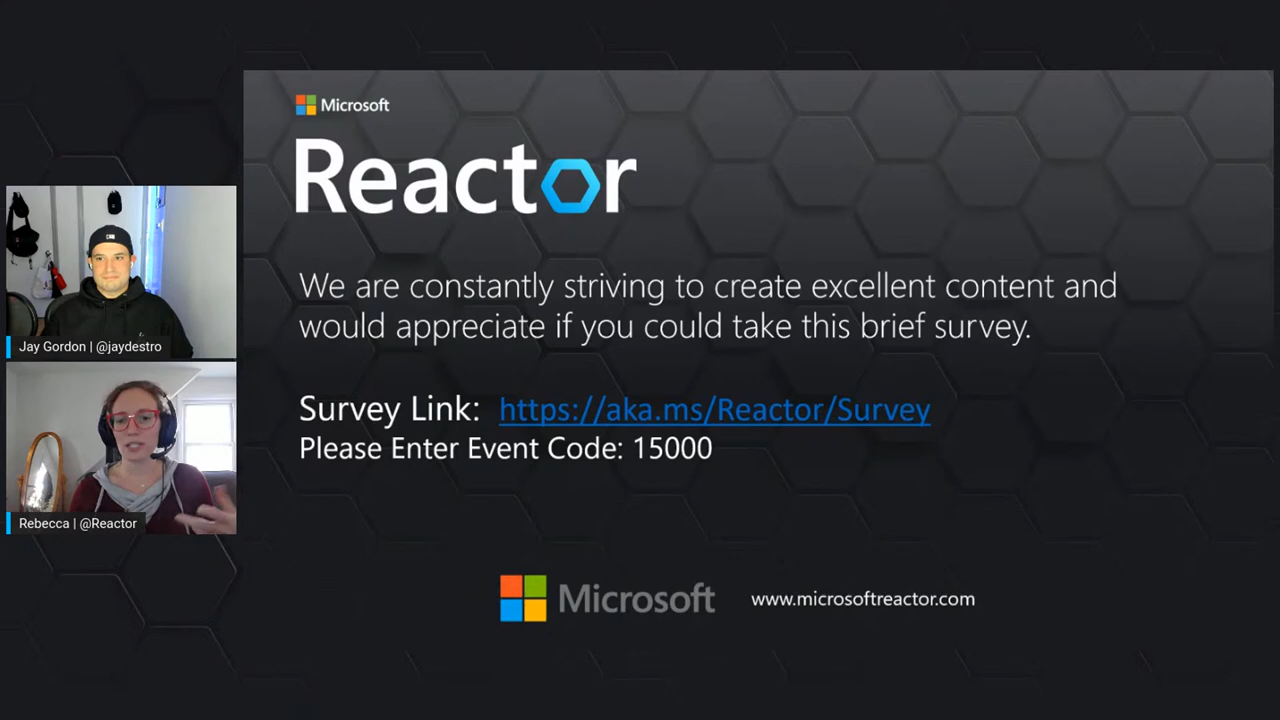 Microsoft
Reactor
We are constantly striving to create excellent content and
would appreciate if you could take this brief survey.
Survey Link: https://aka.ms/Reactor/Survey
Please Enter Event Code: 15000
Microsoft
www.microsoftreactor.com
Jay Gordon | @jaydestro
Rebecca | @Reactor